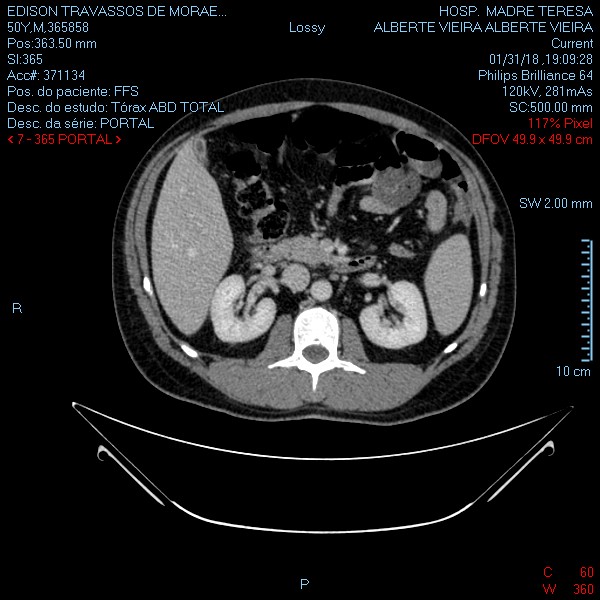 EDISON TRAVASSOS DE MORAE...
50Y,M,365858
Pos:363.50 mm
SI:365
Acc#: 371134
Pos. do paciente: FFS
Desc. do estudo: Tórax ABD TOTAL
Desc. da série: PORTAL
< 7 - 365 PORTAL >
Lossy
HOSP. MADRE TERESA
ALBERTE VIEIRA ALBERTE VIEIRA
Current
01/31/18 ,19:09:28
Philips Brilliance 64
120kV, 281mAs
SC:500.00 mm
117% Pixel
DFOV 49.9 x 49.9 cm
SW 2.00 mm
R
10 cm
P
C 60
W 360